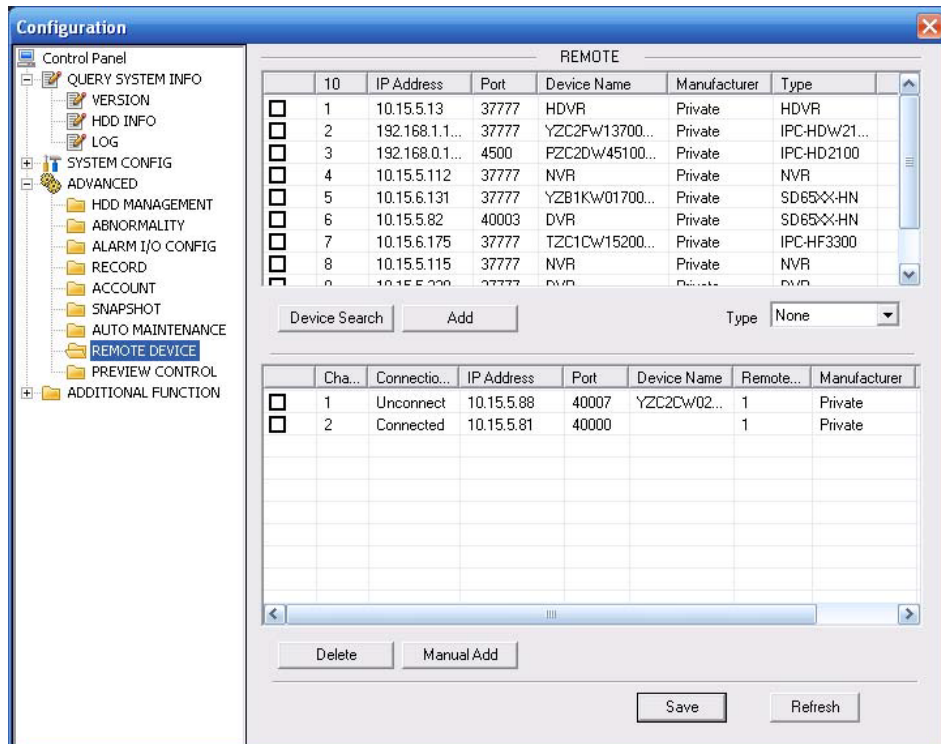 Configuration
Control Panel
QUERY SYSTEM INFO
VERSION
HDD INFO
LOG
SYSTEM CONFIG
ADVANCED
HDD MANAGEMENT
ABNORMALITY
ALARM I/O CONFIG
RECORD
ACCOUNT
SNAPSHOT
AUTO MAINTENANCE
REMOTE DEVICE
PREVIEW CONTROL
ADDITIONAL FUNCTION
REMOTE
10 IP Address Port Device Name Manufacturer Type
1 10.15.5.13 37777 HDVR Private HDVR
2 192.168.1.1... 37777 YZC2FW13700... Private IPC-HDW21...
3 192.168.0.1... 4500 PZC2DW45100... Private IPC-HD2100
4 10.15.5.112 37777 NVR Private NVR
5 10.15.6.131 37777 YZB1KW01700... Private SD65XX-HN
6 10.15.5.82 40003 DVR Private SD65XX-HN
7 10.15.6.175 37777 TZC1CW15200... Private IPC-HF3300
8 10.15.5.115 37777 NVR Private NVR
Device Search Add Type None
Cha... Connectio... IP Address Port Device Name Remote... Manufacturer
1 Unconnect 10.15.5.88 40007 YZC2CW02... 1 Private
2 Connected 10.15.5.81 40000 1 Private
Delete Manual Add
Save Refresh